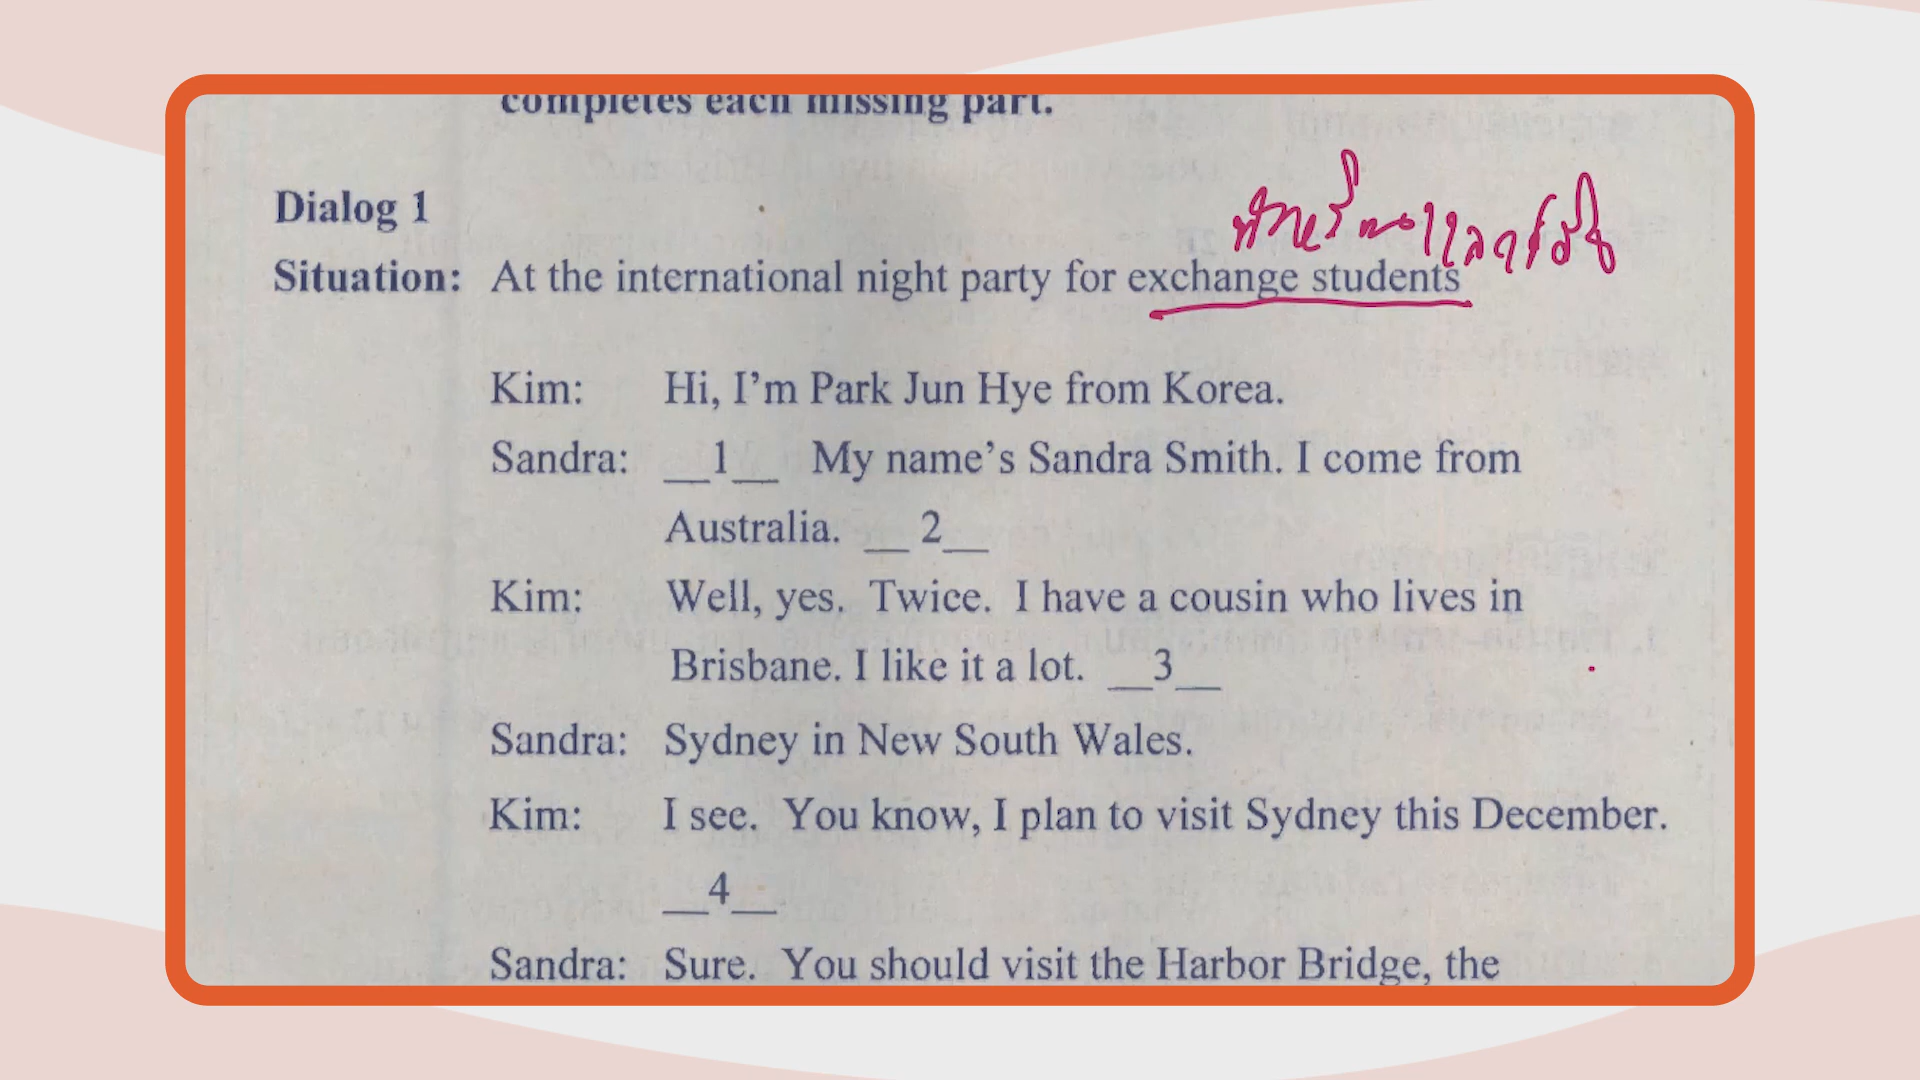 completes each missing part.
Dialog 1
Situation: At the international night party for exchange students
Kim: Hi, I'm Park Jun Hye from Korea.
Sandra: __1__ My name's Sandra Smith. I come from
Australia. __ 2__
Kim: Well, yes. Twice. I have a cousin who lives in
Brisbane. I like it a lot. __3__
Sandra: Sydney in New South Wales.
Kim: I see. You know, I plan to visit Sydney this December.
__4__
Sandra: Sure. You should visit the Harbor Bridge, the